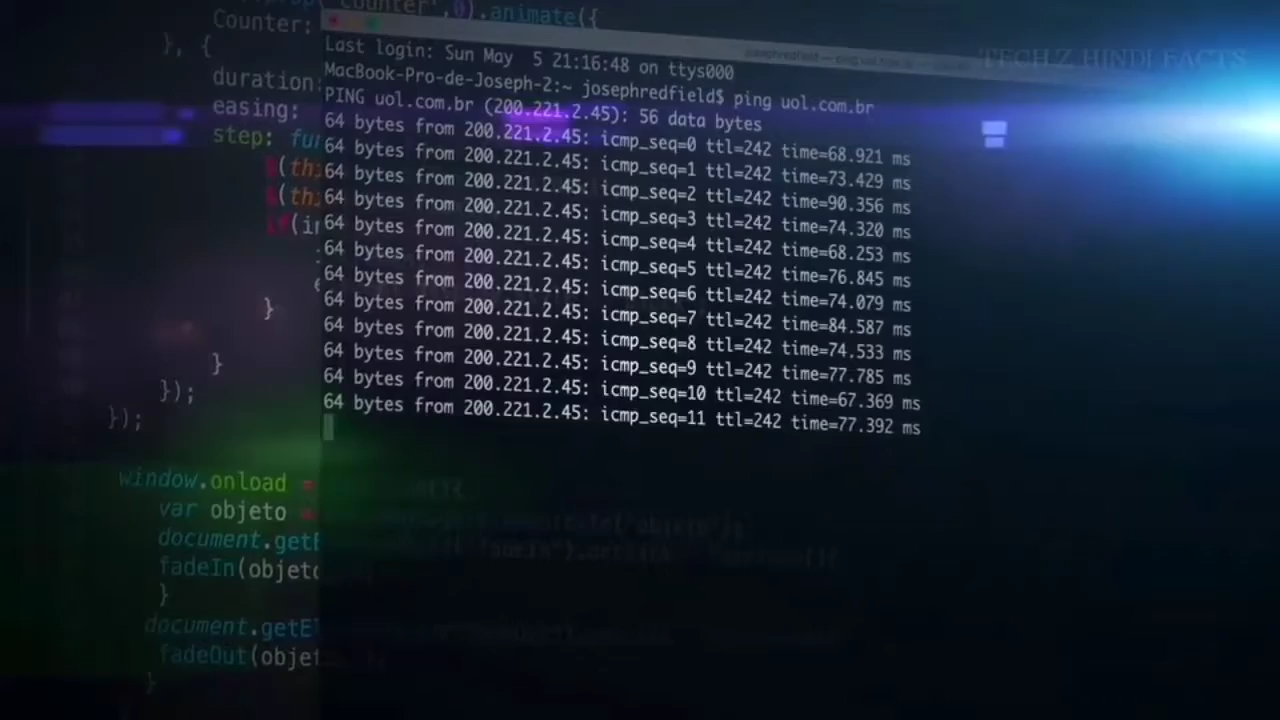 Counter:
.animate({
}, {
duration:
easing:
step:
}
}
});
});
window.onload =
var objeto =
document.getE
fadeIn(objeto
}
document.getEl
fadeOut(objet
}
TECH Z HINDI FACTS
Last login: Sun May  5 21:16:48 on ttys000
MacBook-Pro-de-Joseph-2:~ josephredfield$ ping uol.com.br
PING uol.com.br (200.221.2.45): 56 data bytes
64 bytes from 200.221.2.45: icmp_seq=0 ttl=242 time=68.921 ms
64 bytes from 200.221.2.45: icmp_seq=1 ttl=242 time=73.429 ms
64 bytes from 200.221.2.45: icmp_seq=2 ttl=242 time=90.356 ms
64 bytes from 200.221.2.45: icmp_seq=3 ttl=242 time=74.320 ms
64 bytes from 200.221.2.45: icmp_seq=4 ttl=242 time=68.253 ms
64 bytes from 200.221.2.45: icmp_seq=5 ttl=242 time=76.845 ms
64 bytes from 200.221.2.45: icmp_seq=6 ttl=242 time=74.079 ms
64 bytes from 200.221.2.45: icmp_seq=7 ttl=242 time=84.587 ms
64 bytes from 200.221.2.45: icmp_seq=8 ttl=242 time=74.533 ms
64 bytes from 200.221.2.45: icmp_seq=9 ttl=242 time=77.785 ms
64 bytes from 200.221.2.45: icmp_seq=10 ttl=242 time=67.369 ms
64 bytes from 200.221.2.45: icmp_seq=11 ttl=242 time=77.392 ms